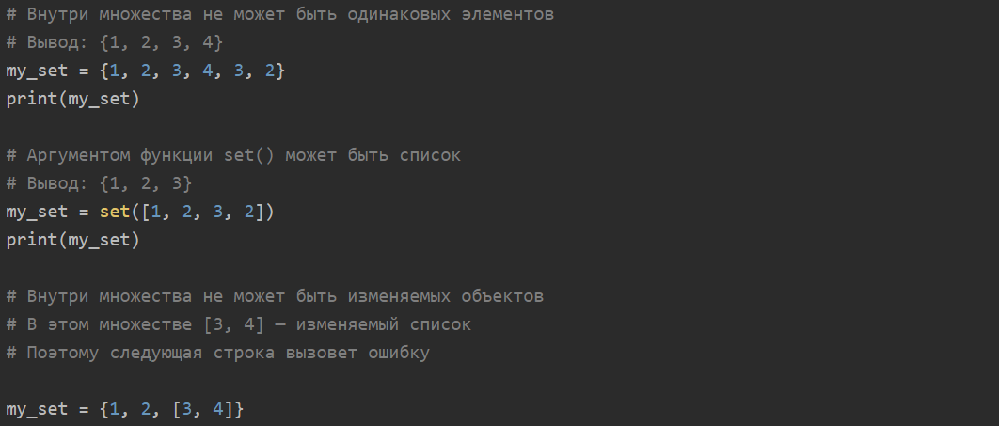 # Внутри множества не может быть одинаковых элементов
# Вывод: {1, 2, 3, 4}
my_set = {1, 2, 3, 4, 3, 2}
print(my_set)
# Аргументом функции set() может быть список
# Вывод: {1, 2, 3}
my_set = set([1, 2, 3, 2])
print(my_set)
# Внутри множества не может быть изменяемых объектов
# В этом множестве [3, 4] — изменяемый список
# Поэтому следующая строка вызовет ошибку
my_set = {1, 2, [3, 4]}